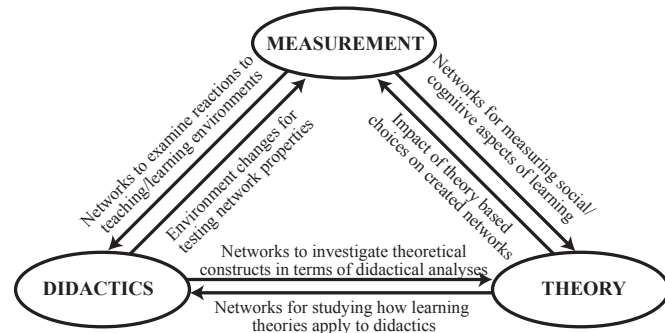 MEASUREMENT
Networks to examine reactions to
teaching/learning environments
Environment changes for
testing network properties
Networks for measuring social/
cognitive aspects of learning
Impact of theory based
choices on created networks
Networks to investigate theoretical
constructs in terms of didactical analyses
DIDACTICS
THEORY
Networks for studying how learning
theories apply to didactics